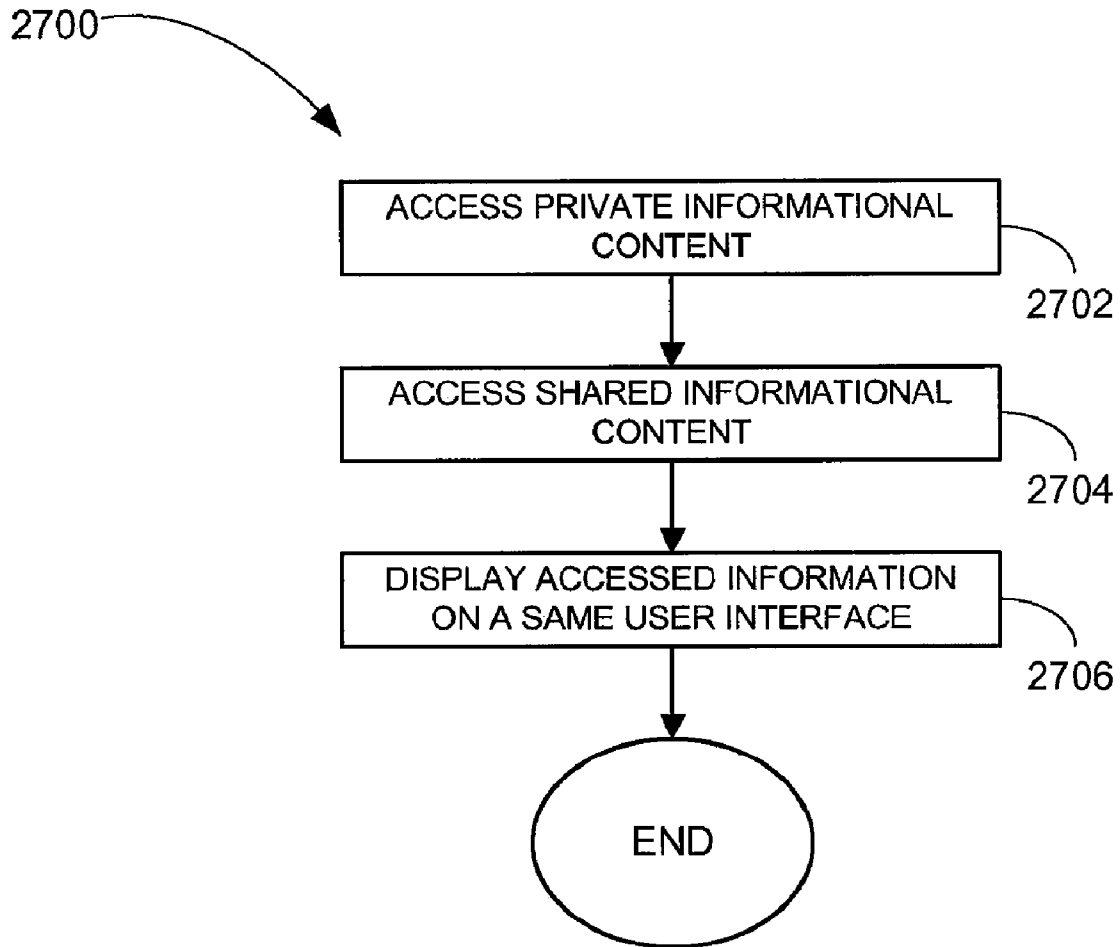 2700
ACCESS PRIVATE INFORMATIONAL
CONTENT
2702
ACCESS SHARED INFORMATIONAL
CONTENT
2704
DISPLAY ACCESSED INFORMATION
ON A SAME USER INTERFACE
2706
END